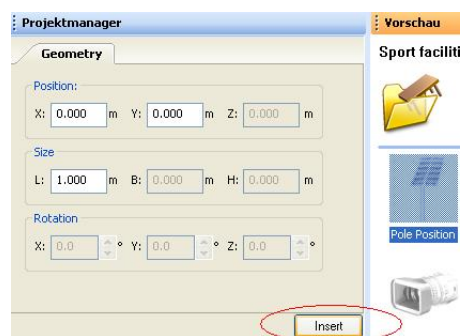 Projektmanager
Geometry
Position:
X: 0.000 m Y: 0.000 m Z: 0.000 m
Size
L: 1.000 m B: 0.000 m H: 0.000 m
Rotation
X: 0.0 ° Y: 0.0 ° Z: 0.0 °
Insert
Vorschau
Sport faciliti
Pole Position